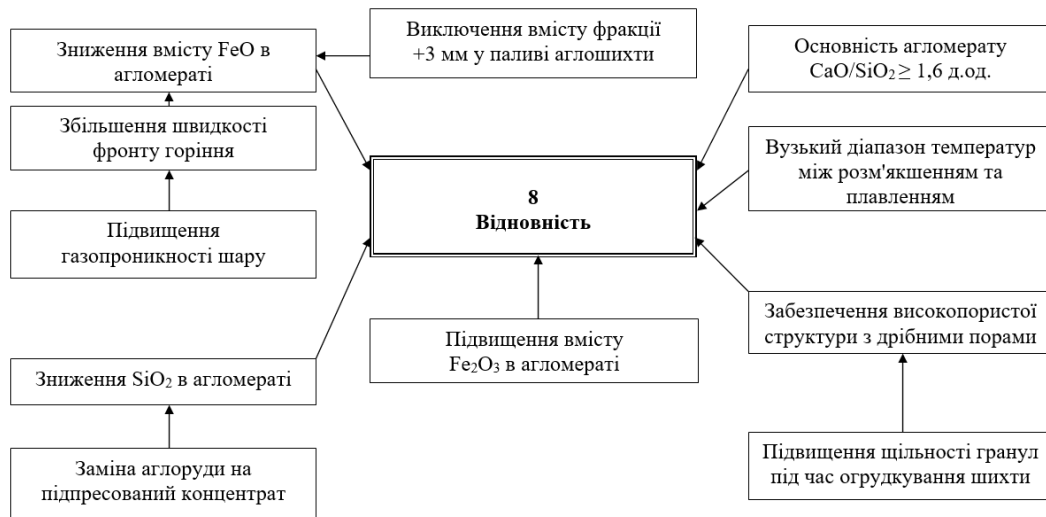 Зниження вмісту FeO в
агломераті
Виключення вмісту фракції
+3 мм у паливі аглошихти
Основність агломерату
CaO/SiO₂ ≥ 1,6 д.од.
Збільшення швидкості
фронту горіння
Вузький діапазон температур
між розм'якшенням та
плавленням
8
Відновність
Підвищення
газопроникності шару
Забезпечення високопористої
структури з дрібними порами
Підвищення вмісту
Fe₂O₃ в агломераті
Зниження SiO₂ в агломераті
Заміна аглоруди на
підпресований концентрат
Підвищення щільності гранул
під час огрудкування шихти